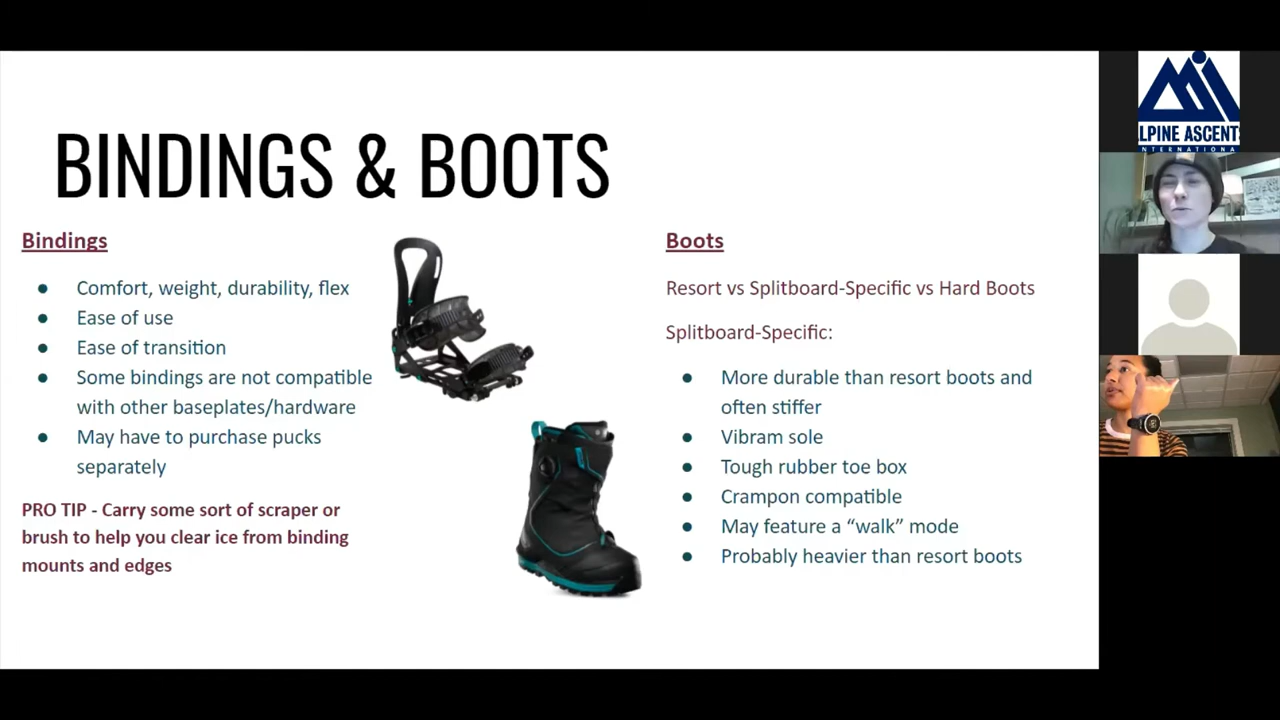 BINDINGS & BOOTS
Bindings
Comfort, weight, durability, flex
Ease of use
Ease of transition
Some bindings are not compatible
with other baseplates/hardware
May have to purchase pucks
separately
PRO TIP - Carry some sort of scraper or
brush to help you clear ice from binding
mounts and edges
Boots
Resort vs Splitboard-Specific vs Hard Boots
Splitboard-Specific:
More durable than resort boots and
often stiffer
Vibram sole
Tough rubber toe box
Crampon compatible
May feature a “walk” mode
Probably heavier than resort boots
LPINE ASCENT
NTERNATIONA